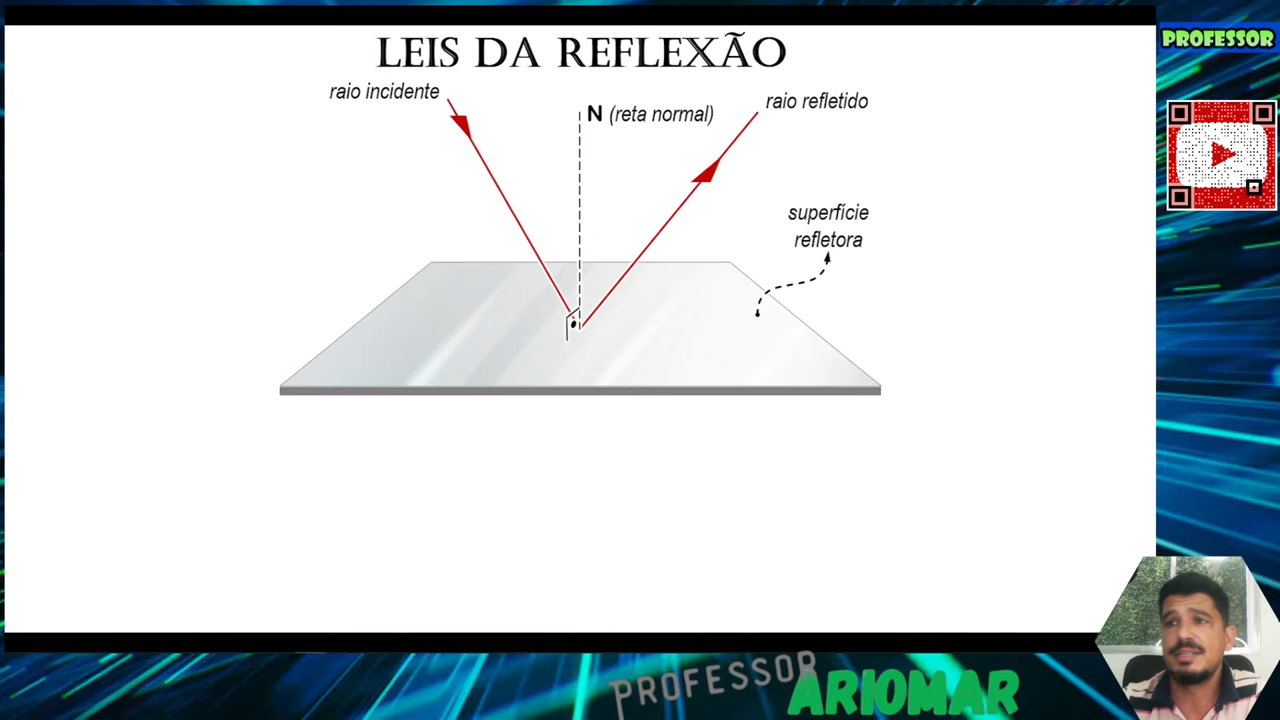 LEIS DA REFLEXÃO
raio incidente
N (reta normal)
raio refletido
superfície
refletora
PROFESSOR
PROFESSOR
ARIOMAR